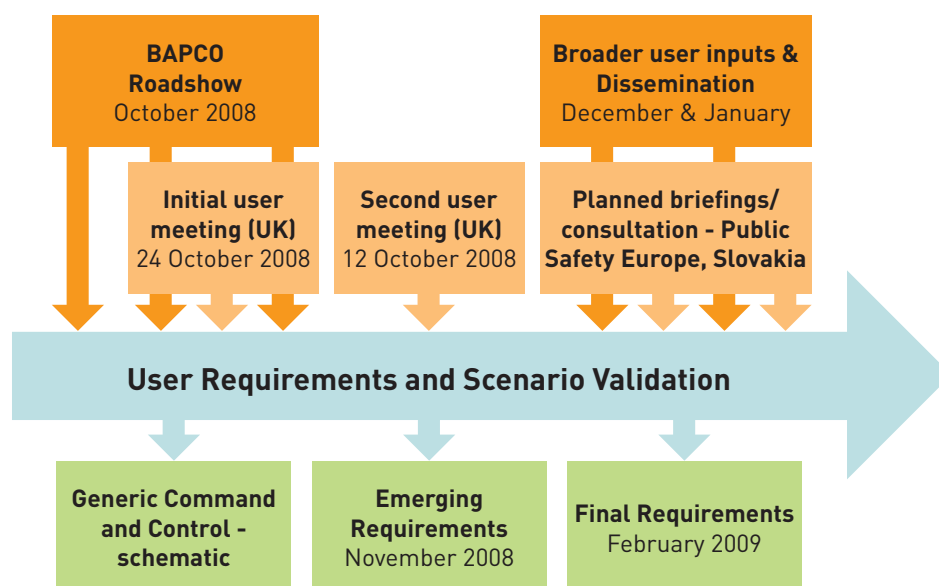 BAPCO
Roadshow
October 2008
Broader user inputs &
Dissemination
December & January
Initial user
meeting (UK)
24 October 2008
Second user
meeting (UK)
12 October 2008
Planned briefings/
consultation - Public
Safety Europe, Slovakia
User Requirements and Scenario Validation
Generic Command
and Control -
schematic
Emerging
Requirements
November 2008
Final Requirements
February 2009